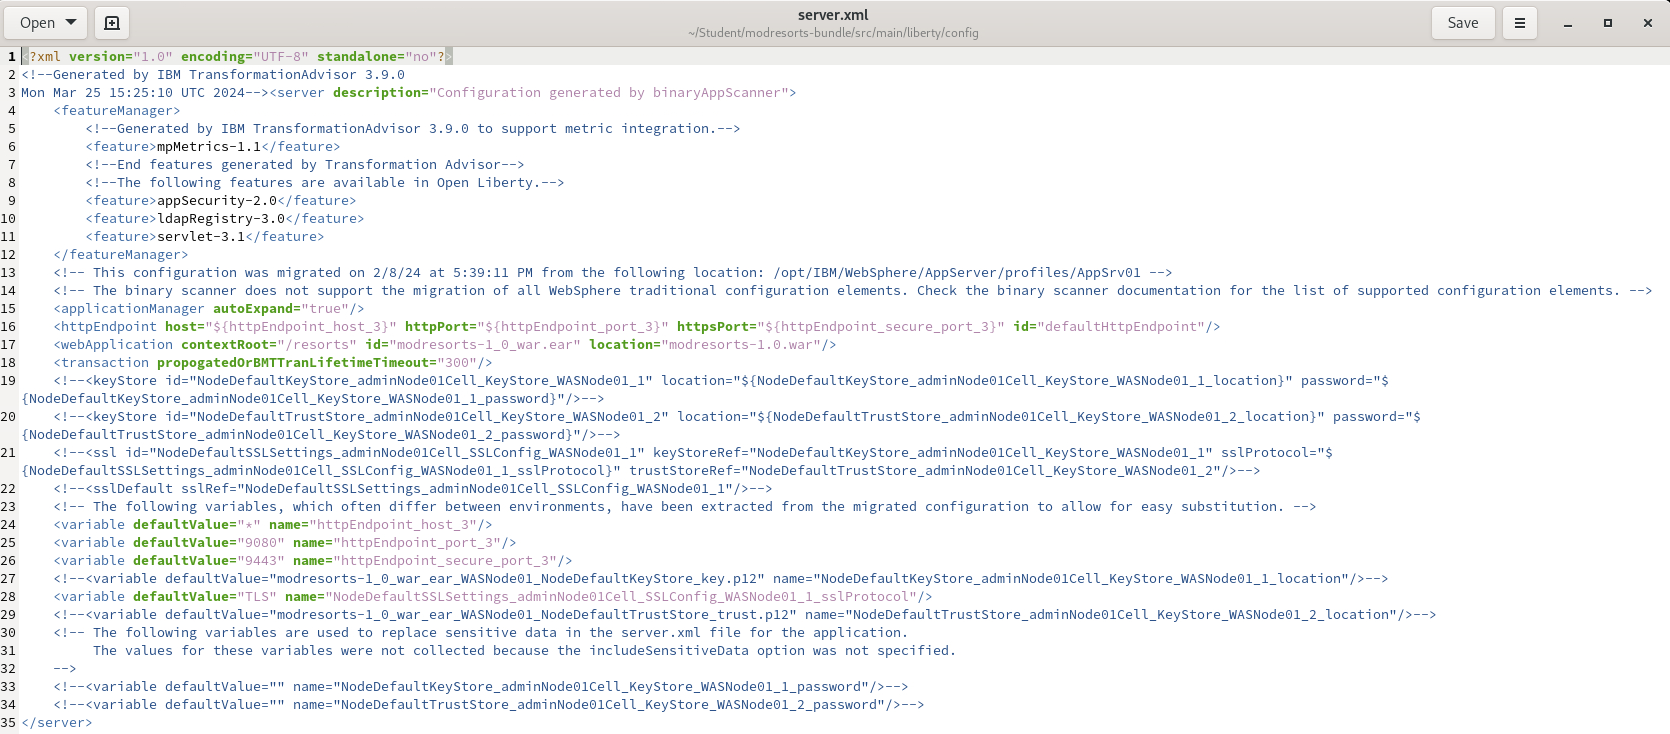 Open
server.xml
~/Student/modresorts-bundle/src/main/liberty/config
Save
1 <?xml version="1.0" encoding="UTF-8" standalone="no"?>
2 <!--Generated by IBM TransformationAdvisor 3.9.0
3 Mon Mar 25 15:25:10 UTC 2024--><server description="Configuration generated by binaryAppScanner">
4     <featureManager>
5         <!--Generated by IBM TransformationAdvisor 3.9.0 to support metric integration.-->
6         <feature>mpMetrics-1.1</feature>
7         <!--End features generated by Transformation Advisor-->
8         <!--The following features are available in Open Liberty.-->
9         <feature>appSecurity-2.0</feature>
10         <feature>ldapRegistry-3.0</feature>
11         <feature>servlet-3.1</feature>
12     </featureManager>
13     <!-- This configuration was migrated on 2/8/24 at 5:39:11 PM from the following location: /opt/IBM/WebSphere/AppServer/profiles/AppSrv01 -->
14     <!-- The binary scanner does not support the migration of all WebSphere traditional configuration elements. Check the binary scanner documentation for the list of supported configuration elements. -->
15     <applicationManager autoExpand="true"/>
16     <httpEndpoint host="${httpEndpoint_host_3}" httpPort="${httpEndpoint_port_3}" httpsPort="${httpEndpoint_secure_port_3}" id="defaultHttpEndpoint"/>
17     <webApplication contextRoot="/resorts" id="modresorts-1_0_war.ear" location="modresorts-1.0.war"/>
18     <transaction propogatedOrBMTTranLifetimeTimeout="300"/>
19     <!--<keyStore id="NodeDefaultKeyStore_adminNode01Cell_KeyStore_WASNode01_1" location="${NodeDefaultKeyStore_adminNode01Cell_KeyStore_WASNode01_1_location}" password="$
{NodeDefaultKeyStore_adminNode01Cell_KeyStore_WASNode01_1_password}"/>-->
20     <!--<keyStore id="NodeDefaultTrustStore_adminNode01Cell_KeyStore_WASNode01_2" location="${NodeDefaultTrustStore_adminNode01Cell_KeyStore_WASNode01_2_location}" password="$
{NodeDefaultTrustStore_adminNode01Cell_KeyStore_WASNode01_2_password}"/>-->
21     <!--<ssl id="NodeDefaultSSLSettings_adminNode01Cell_SSLConfig_WASNode01_1" keyStoreRef="NodeDefaultKeyStore_adminNode01Cell_KeyStore_WASNode01_1" sslProtocol="$
{NodeDefaultSSLSettings_adminNode01Cell_SSLConfig_WASNode01_1_sslProtocol}" trustStoreRef="NodeDefaultTrustStore_adminNode01Cell_KeyStore_WASNode01_2"/>-->
22     <!--<sslDefault sslRef="NodeDefaultSSLSettings_adminNode01Cell_SSLConfig_WASNode01_1"/>-->
23     <!-- The following variables, which often differ between environments, have been extracted from the migrated configuration to allow for easy substitution. -->
24     <variable defaultValue="*" name="httpEndpoint_host_3"/>
25     <variable defaultValue="9080" name="httpEndpoint_port_3"/>
26     <variable defaultValue="9443" name="httpEndpoint_secure_port_3"/>
27     <!--<variable defaultValue="modresorts-1_0_war_ear_WASNode01_NodeDefaultKeyStore_key.p12" name="NodeDefaultKeyStore_adminNode01Cell_KeyStore_WASNode01_1_location"/>-->
28     <variable defaultValue="TLS" name="NodeDefaultSSLSettings_adminNode01Cell_SSLConfig_WASNode01_1_sslProtocol"/>
29     <!--<variable defaultValue="modresorts-1_0_war_ear_WASNode01_NodeDefaultTrustStore_trust.p12" name="NodeDefaultTrustStore_adminNode01Cell_KeyStore_WASNode01_2_location"/>-->
30     <!-- The following variables are used to replace sensitive data in the server.xml file for the application.
31          The values for these variables were not collected because the includeSensitiveData option was not specified.
32     -->
33     <!--<variable defaultValue="" name="NodeDefaultKeyStore_adminNode01Cell_KeyStore_WASNode01_1_password"/>-->
34     <!--<variable defaultValue="" name="NodeDefaultTrustStore_adminNode01Cell_KeyStore_WASNode01_2_password"/>-->
35 </server>